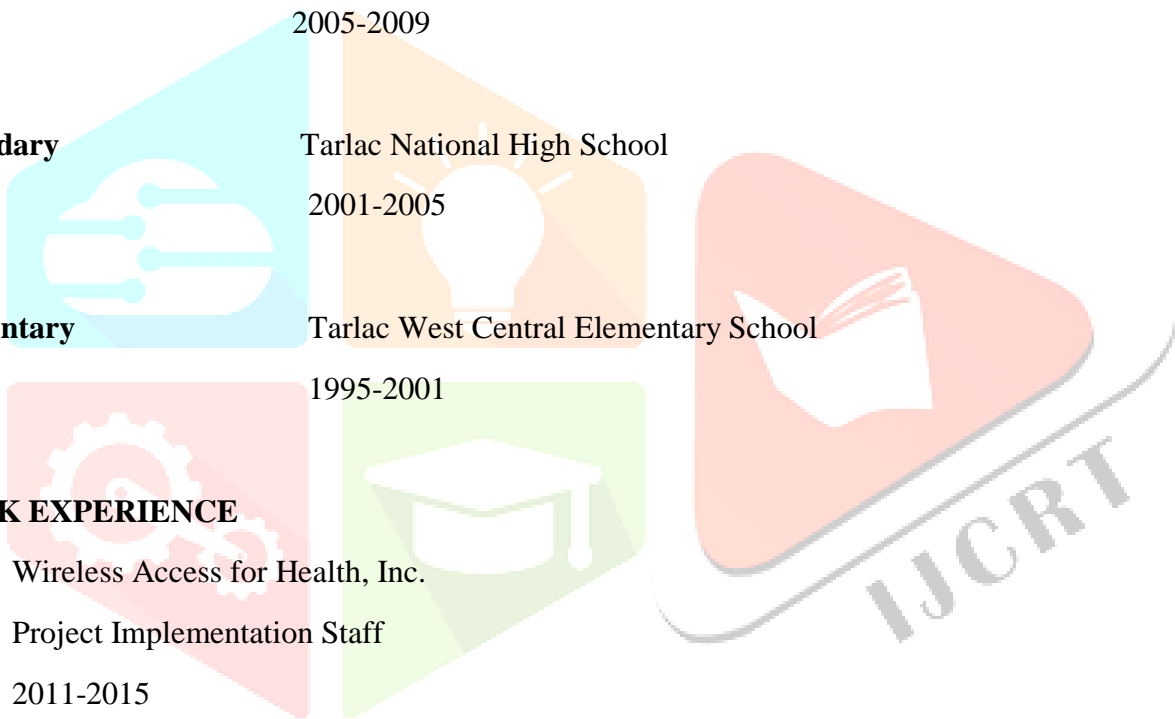 2005-2009
dary Tarlac National High School
2001-2005
ntary Tarlac West Central Elementary School
1995-2001
K EXPERIENCE
Wireless Access for Health, Inc.
Project Implementation Staff
2011-2015
IJCRT